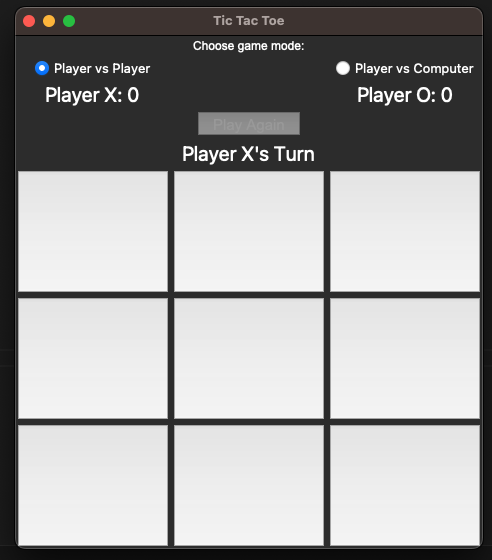 Tic Tac Toe
Choose game mode:
Player vs Player Player vs Computer
Player X: 0 Player O: 0
Play Again
Player X's Turn